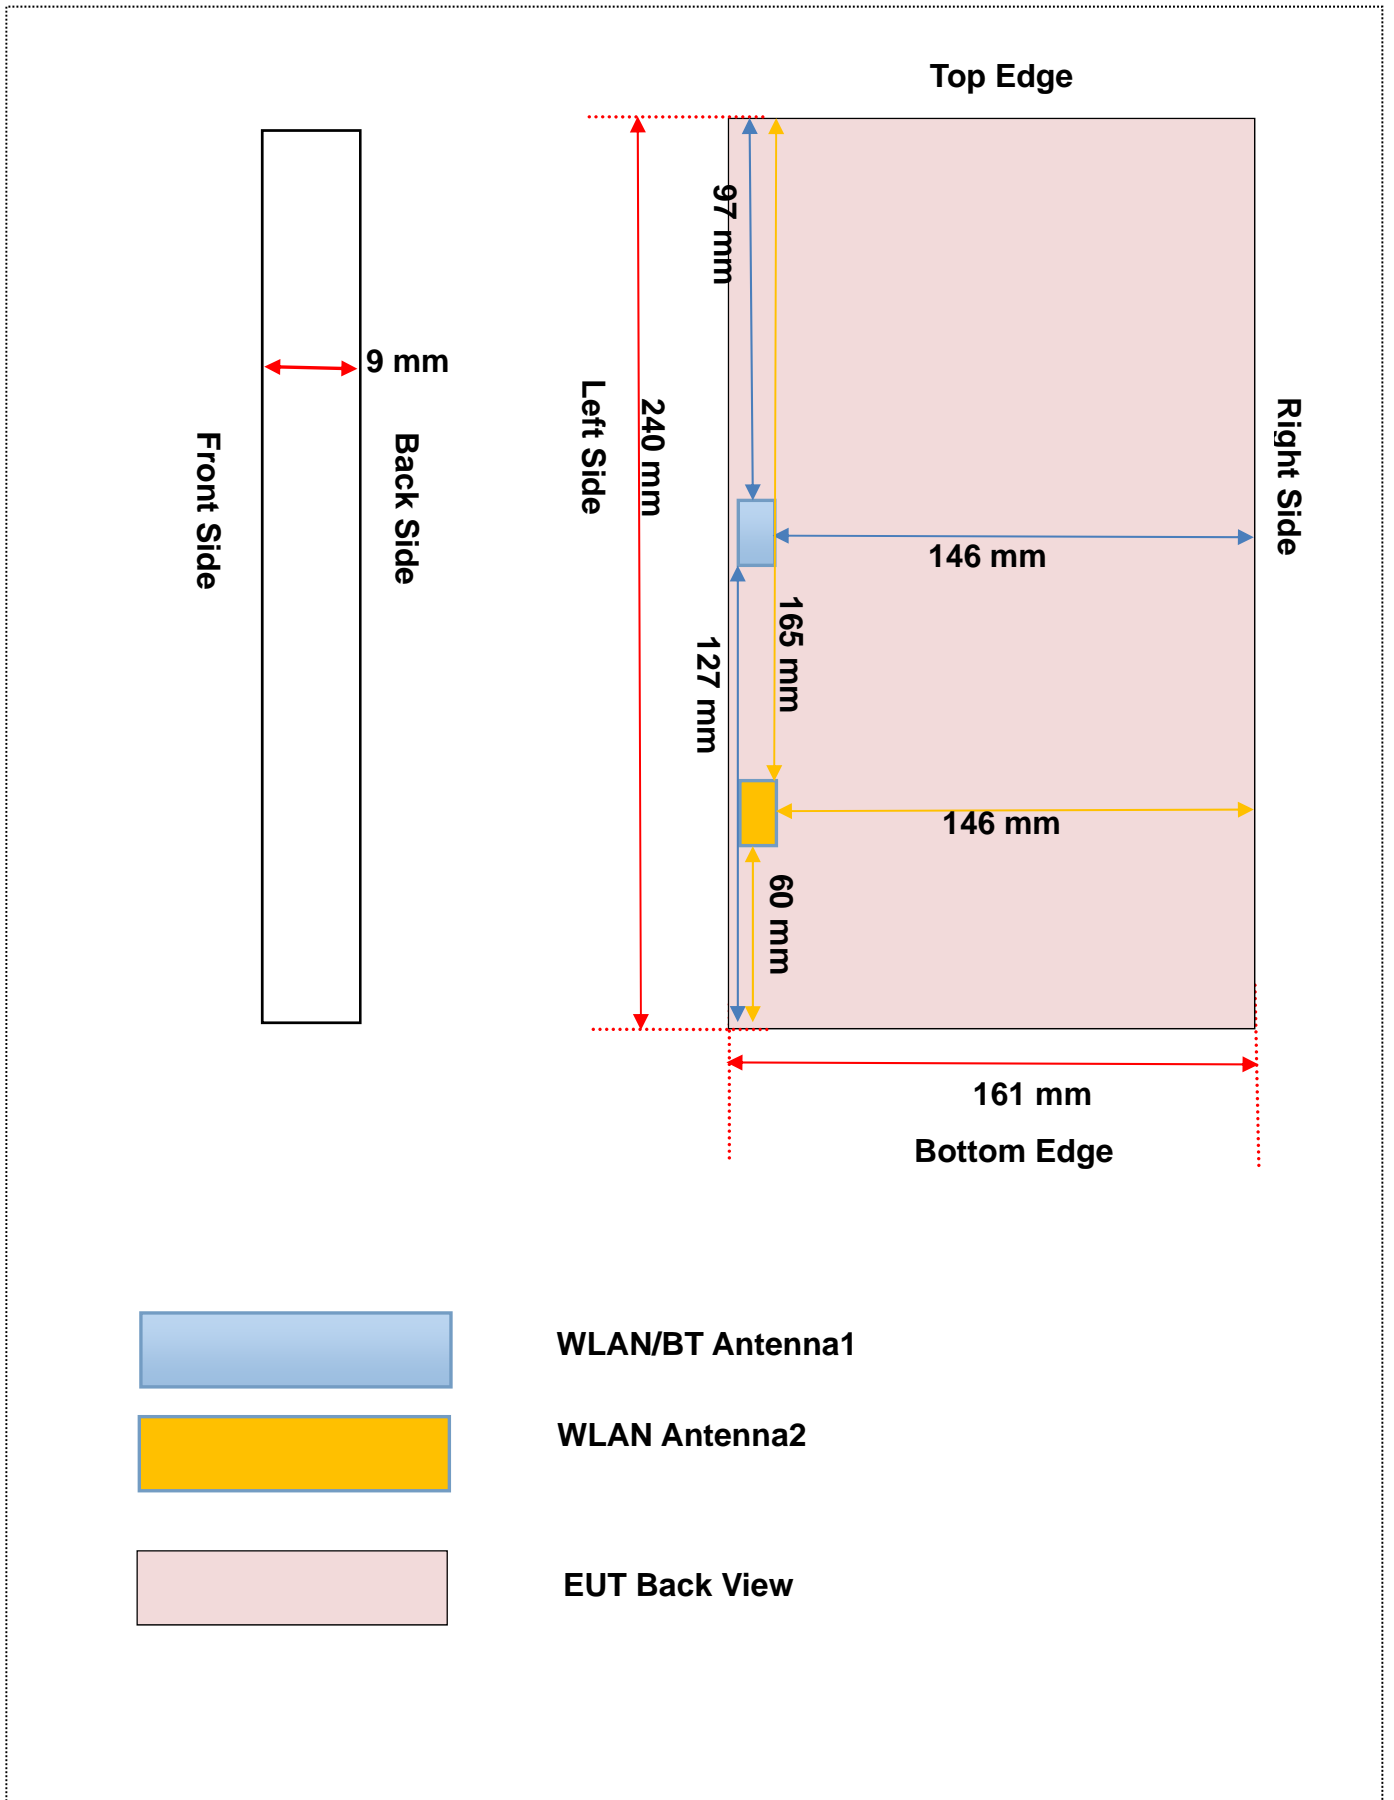 Top Edge
97 mm
9 mm
Left Side
240 mm
Right Side
Front Side
Back Side
146 mm
165 mm
127 mm
146 mm
60 mm
161 mm
Bottom Edge
WLAN/BT Antenna1
WLAN Antenna2
EUT Back View